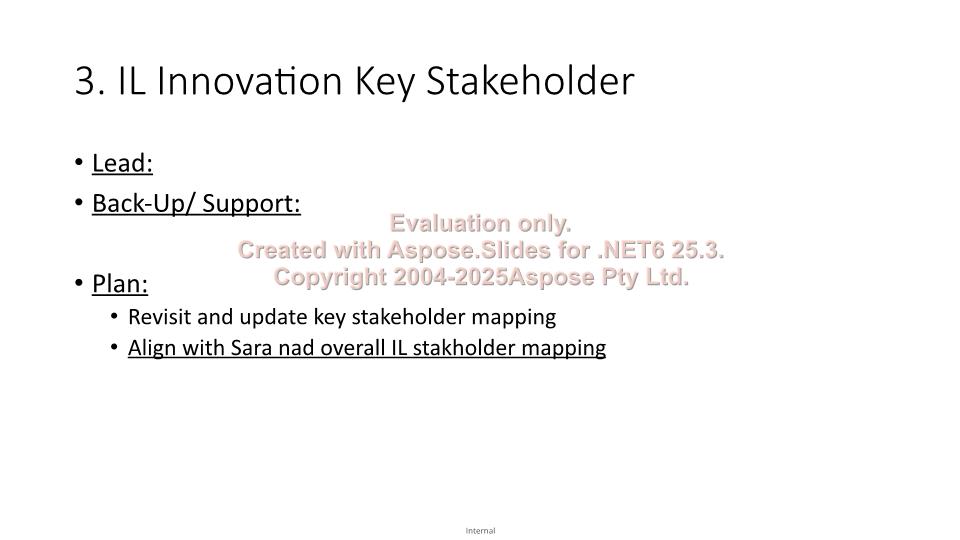 3. IL Innovation Key Stakeholder
• Lead:
• Back-Up/ Support:
Evaluation only.
Created with Aspose.Slides for .NET6 25.3.
Copyright 2004-2025Aspose Pty Ltd.
• Plan:
• Revisit and update key stakeholder mapping
• Align with Sara nad overall IL stakholder mapping
Internal